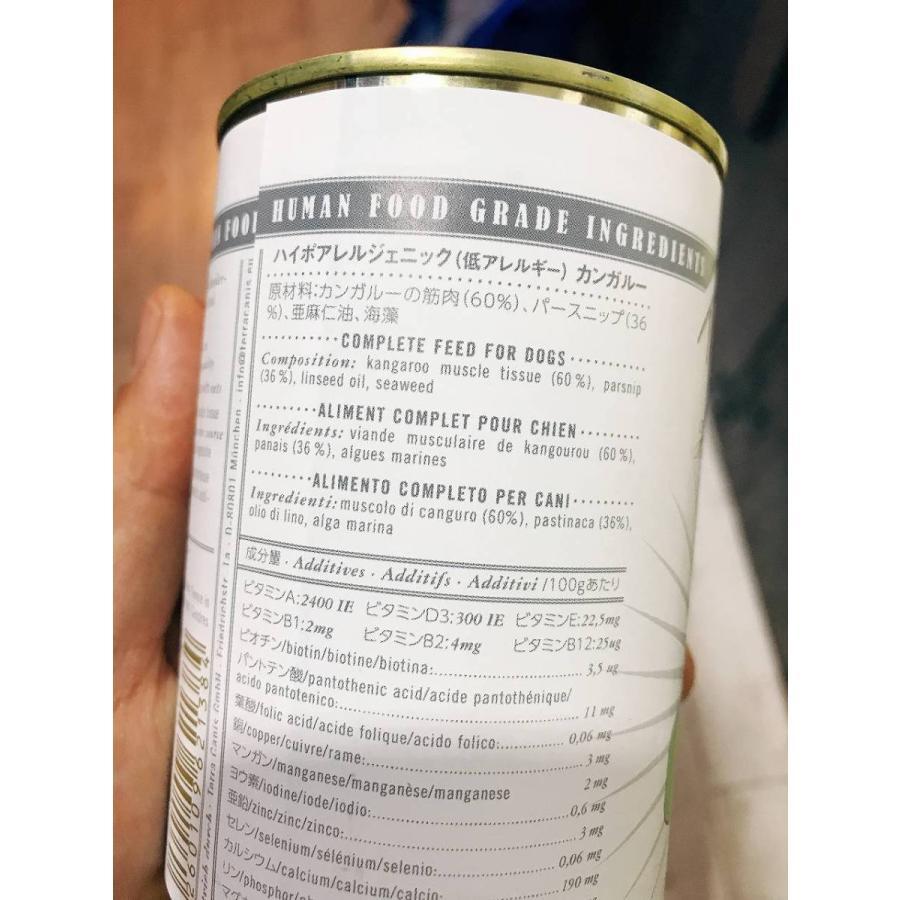 HUMAN FOOD GRADE INGREDIENTS
ハイポアレルジェニック(低アレルギー) カンガルー
原材料:カンガルーの筋肉(60%)、パースニップ(36
%)、亜麻仁油、海藻
COMPLETE FEED FOR DOGS
Composition: kangaroo muscle tissue (60 %), parsnip
(36 %), linseed oil, seaweed
ALIMENT COMPLET POUR CHIEN
Ingrédients: viande musculaire de kangourou (60 %),
panais (36 %), algues marines
ALIMENTO COMPLETO PER CANI
Ingredienti: muscolo di canguro (60%), pastinaca (36%),
olio di lino, alga marina
成分量 · Additives · Additifs · Additivi /100gあたり
ビタミンA:2400 IE ビタミンD3:300 IE ビタミンE:22,5mg
ビタミンB1:2mg ビタミンB2:4mg ビタミンB12:25ug
ビオチン/biotin/biotine/biotina: 3,5 ug
パントテン酸/pantothenic acid/acide pantothénique/
acido pantotenico: 11 mg
葉酸/folic acid/acide folique/acido folico: 0,06 mg
銅/copper/cuivre/rame: 3 mg
マンガン/manganese/manganèse/manganese 2 mg
ヨウ素/iodine/iode/iodio: 0,6 mg
亜鉛/zinc/zinc/zinco: 3 mg
セレン/selenium/sélénium/selenio 0,06 mg
カルシウム/calcium/calcium/calcio 190 mg
リン/phosphor/
D-80801 München · info@terracanis
Terra Canis GmbH · Friedrichstr. 1a